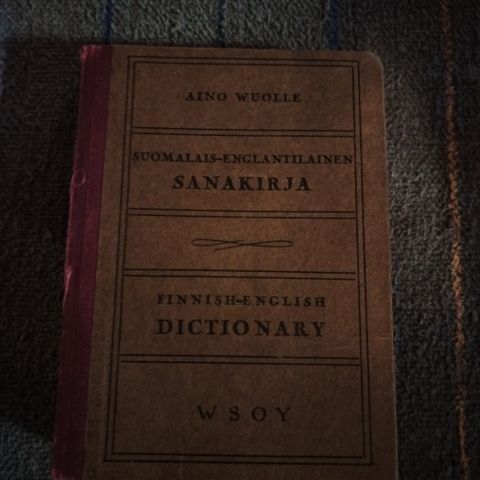 AINO WUOLLE
SUOMALAIS-ENGLANTILAINEN
SANAKIRJA
FINNISH-ENGLISH
DICTIONARY
WSOY